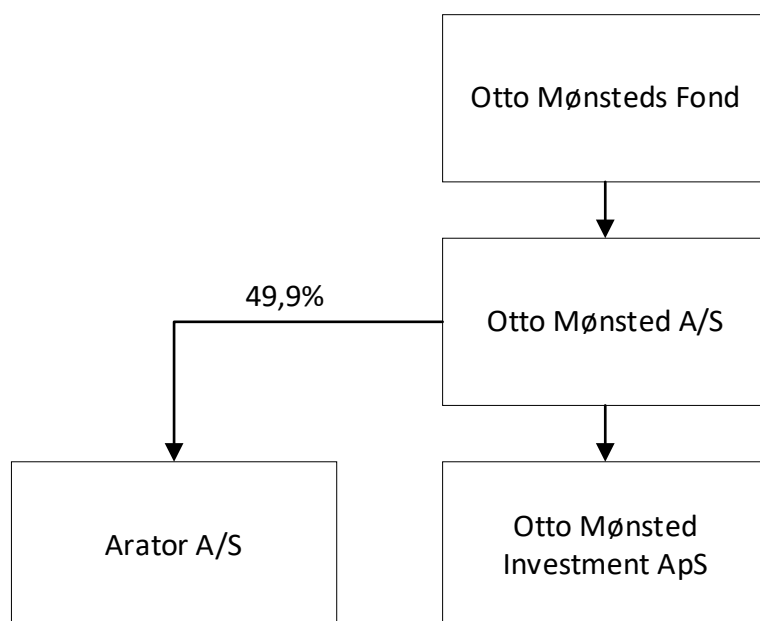 Otto Mønsteds Fond
49,9%
Otto Mønsted A/S
Arator A/S
Otto Mønsted
Investment ApS